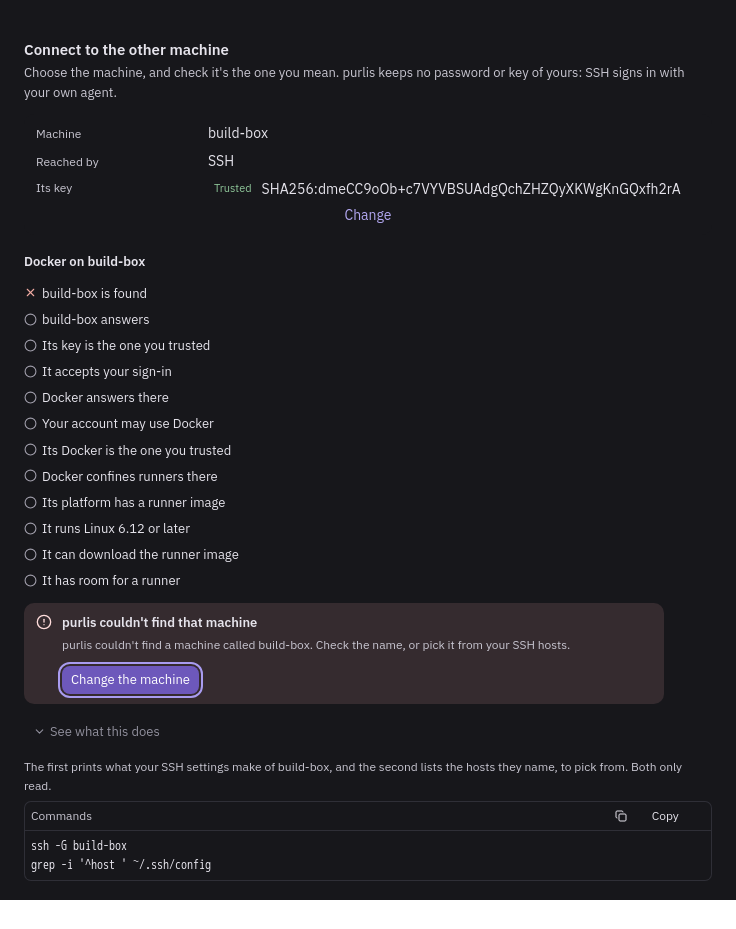 Connect to the other machine
Choose the machine, and check it's the one you mean. purlis keeps no password or key of yours: SSH signs in with
your own agent.
Machine build-box
Reached by SSH
Its key Trusted SHA256:dmeCC9oOb+c7VYVBSUAdgQchZHZQyXKWgKnGQxfh2rA
Change
Docker on build-box
build-box is found
build-box answers
Its key is the one you trusted
It accepts your sign-in
Docker answers there
Your account may use Docker
Its Docker is the one you trusted
Docker confines runners there
Its platform has a runner image
It runs Linux 6.12 or later
It can download the runner image
It has room for a runner
purlis couldn't find that machine
purlis couldn't find a machine called build-box. Check the name, or pick it from your SSH hosts.
Change the machine
See what this does
The first prints what your SSH settings make of build-box, and the second lists the hosts they name, to pick from. Both only
read.
Commands Copy
ssh -G build-box
grep -i '^host ' ~/.ssh/config